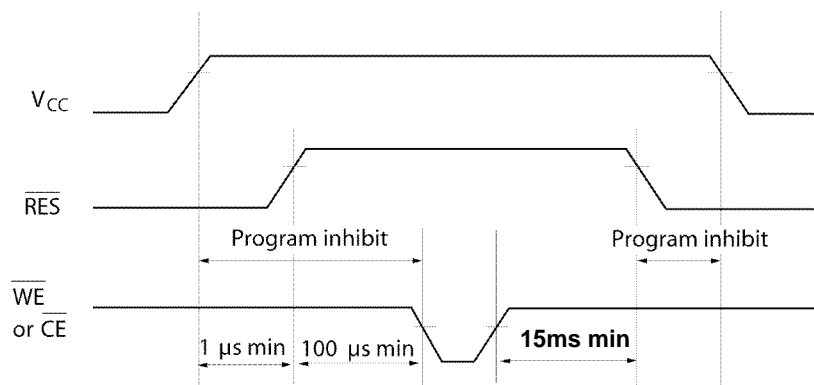 VCC
RES
Program inhibit
Program inhibit
WE
or CE
1 μs min
100 μs min
15ms min